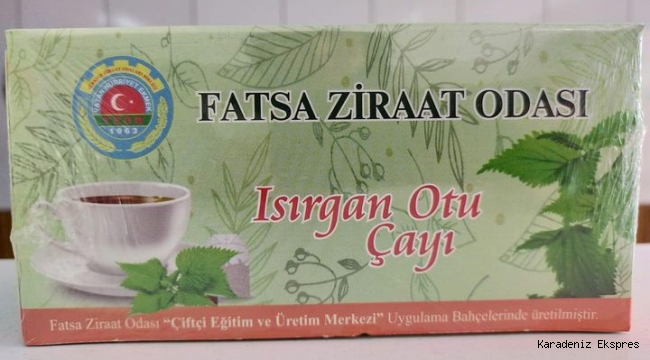 FATSA ZİRAAT ODASI
Isırgan Otu
Çayı
Fatsa Ziraat Odası “Çiftçi Eğitim ve Üretim Merkezi” Uygulama Bahçelerinde üretilmiştir.
1963
Karadeniz Ekspres